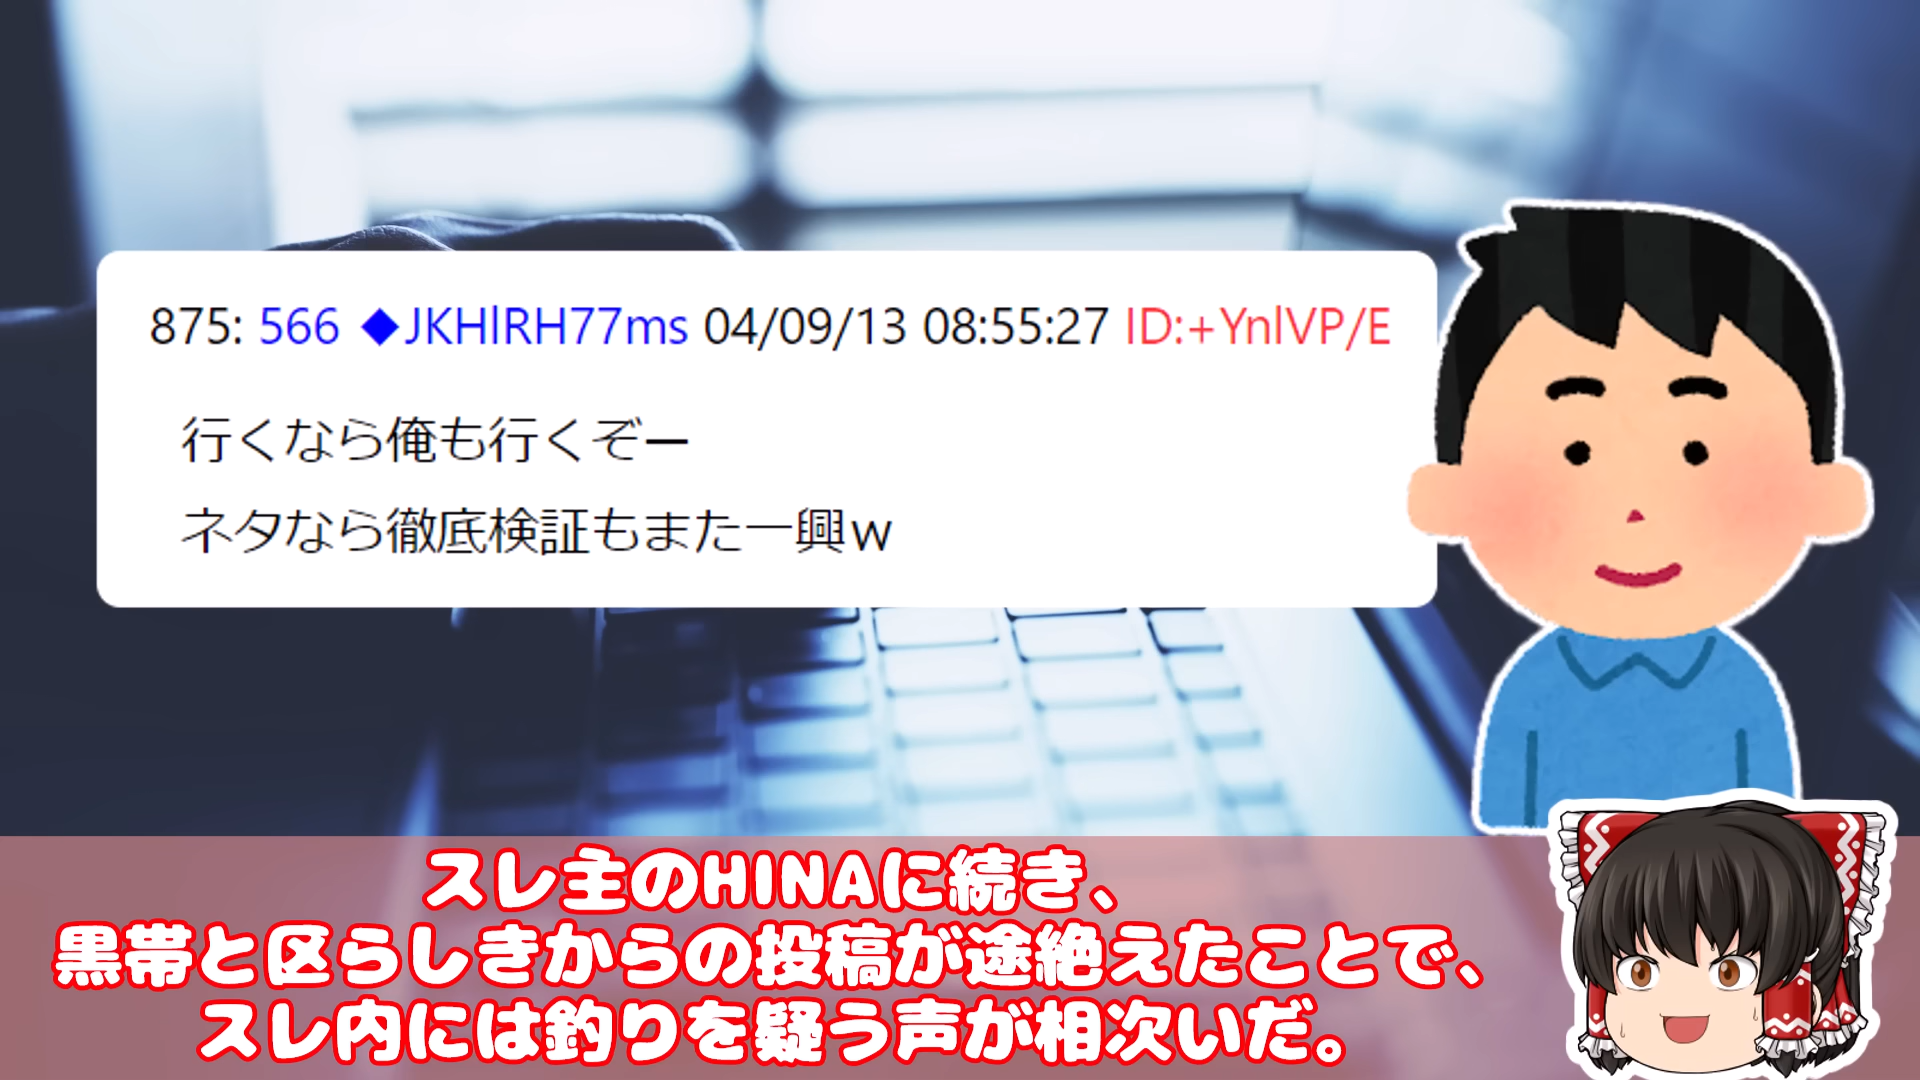 875: 566 ◆JKHlRH77ms 04/09/13 08:55:27 ID:+YnlVP/E
行くなら俺も行くぞー
ネタなら徹底検証もまた一興w
スレ主のHINAに続き、
黒帯と区らしきからの投稿が途絶えたことで、
スレ内には釣りを疑う声が相次いだ。